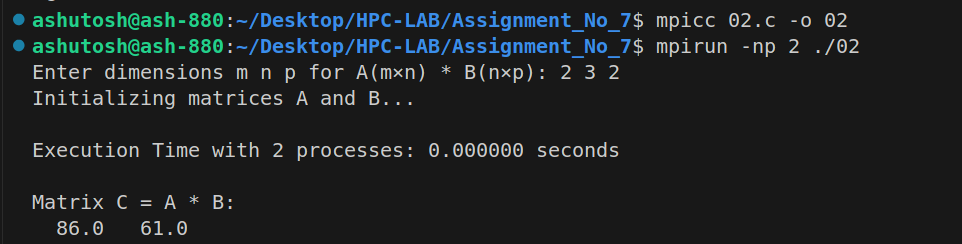 ashutosh@ash-880:~/Desktop/HPC-LAB/Assignment_No_7$ mpicc 02.c -o 02
ashutosh@ash-880:~/Desktop/HPC-LAB/Assignment_No_7$ mpirun -np 2 ./02
Enter dimensions m n p for A(m×n) * B(n×p): 2 3 2
Initializing matrices A and B...
Execution Time with 2 processes: 0.000000 seconds
Matrix C = A * B:
86.0 61.0